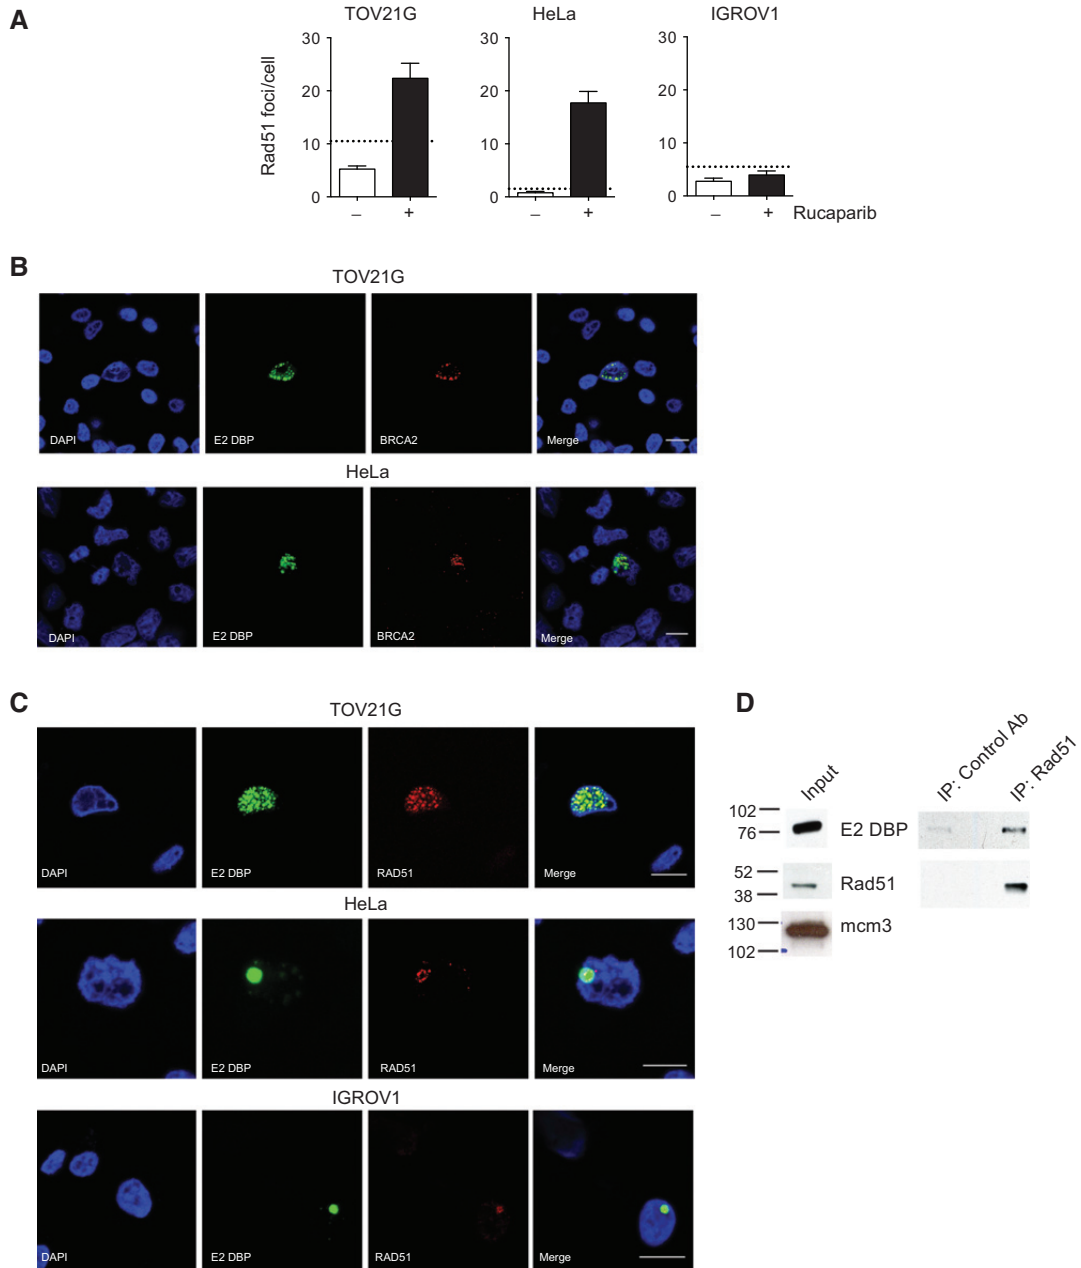 A
TOV21G
HeLa
IGROV1
Rad51 foci/cell
30
20
10
0
30
20
10
0
30
20
10
0
– +
– +
– + Rucaparib
B
TOV21G
DAPI
E2 DBP
BRCA2
Merge
HeLa
DAPI
E2 DBP
BRCA2
Merge
C
TOV21G
DAPI
E2 DBP
RAD51
Merge
HeLa
DAPI
E2 DBP
RAD51
Merge
IGROV1
DAPI
E2 DBP
RAD51
Merge
D
Input
IP: Control Ab
IP: Rad51
102
76
E2 DBP
52
38
Rad51
130
102
mcm3